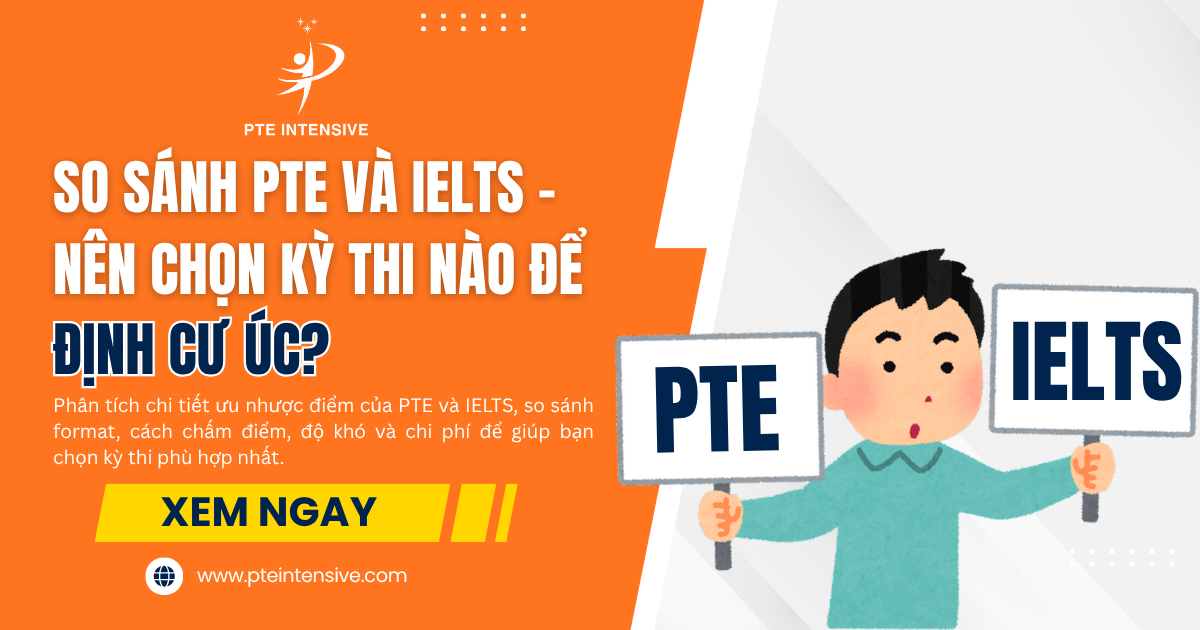 PTE INTENSIVE
SO SÁNH PTE VÀ IELTS -
NÊN CHỌN KỲ THI NÀO ĐỂ
ĐỊNH CƯ ÚC?
Phân tích chi tiết ưu nhược điểm của PTE và IELTS, so sánh
format, cách chấm điểm, độ khó và chi phí để giúp bạn
chọn kỳ thi phù hợp nhất.
XEM NGAY
www.pteintensive.com
PTE
IELTS